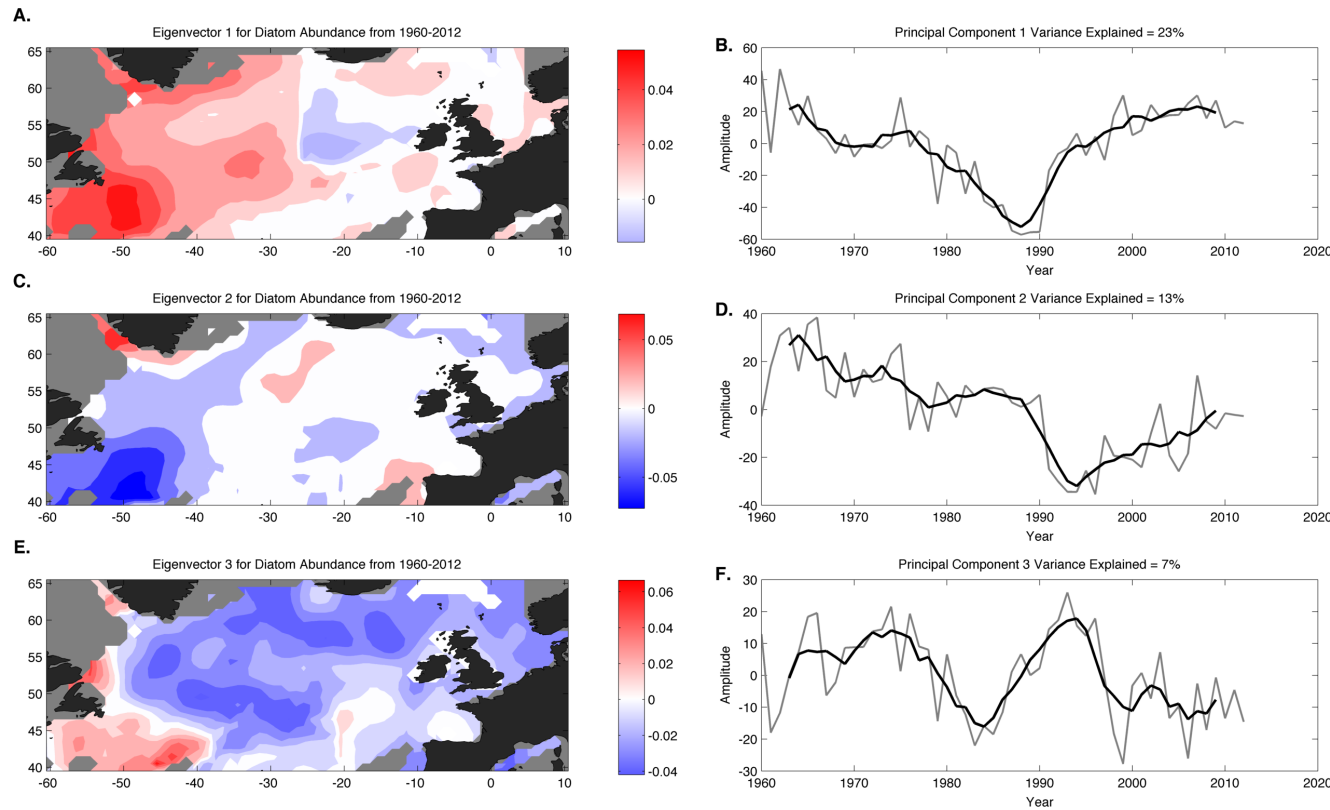 A.
Eigenvector 1 for Diatom Abundance from 1960-2012
65
60
55
50
45
40
-60 -50 -40 -30 -20 -10 0 10
0.04
0.02
0
B.
Principal Component 1 Variance Explained = 23%
60
40
20
0
-20
-40
-60
Amplitude
1960 1970 1980 1990 2000 2010 2020
Year
C.
Eigenvector 2 for Diatom Abundance from 1960-2012
65
60
55
50
45
40
-60 -50 -40 -30 -20 -10 0 10
0.05
0
-0.05
D.
Principal Component 2 Variance Explained = 13%
40
20
0
-20
-40
Amplitude
1960 1970 1980 1990 2000 2010 2020
Year
E.
Eigenvector 3 for Diatom Abundance from 1960-2012
65
60
55
50
45
40
-60 -50 -40 -30 -20 -10 0 10
0.06
0.04
0.02
0
-0.02
-0.04
F.
Principal Component 3 Variance Explained = 7%
30
20
10
0
-10
-20
-30
Amplitude
1960 1970 1980 1990 2000 2010 2020
Year